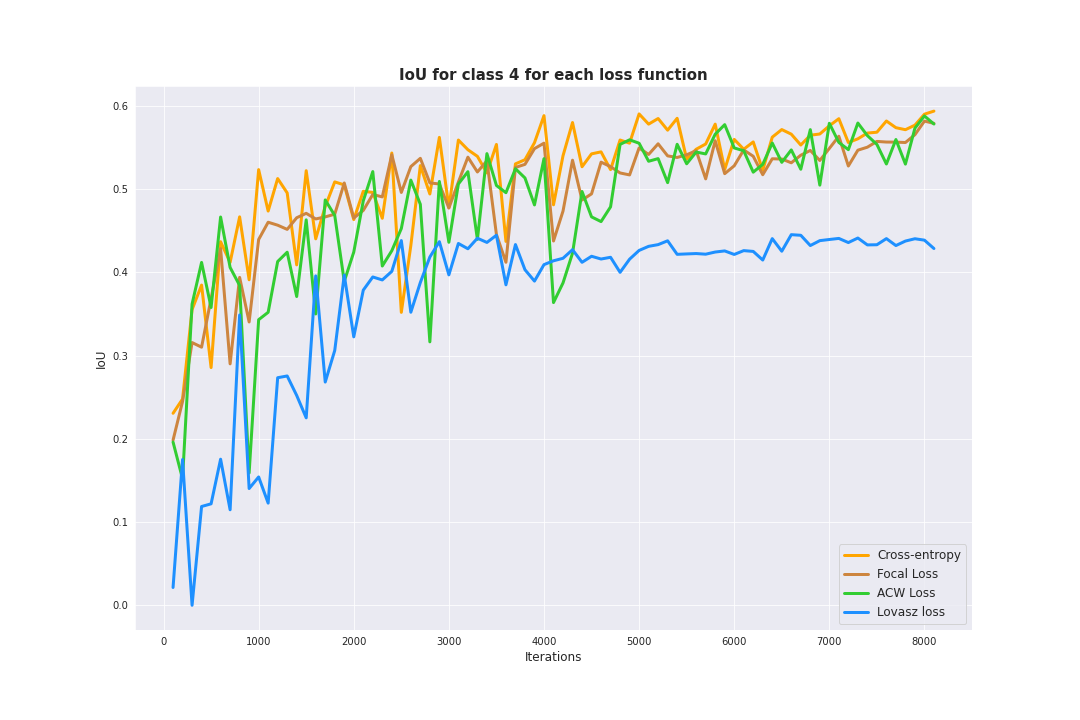 IoU for class 4 for each loss function
IoU
0.6
0.5
0.4
0.3
0.2
0.1
0.0
0 1000 2000 3000 4000 5000 6000 7000 8000
Iterations
Cross-entropy
Focal Loss
ACW Loss
Lovasz loss